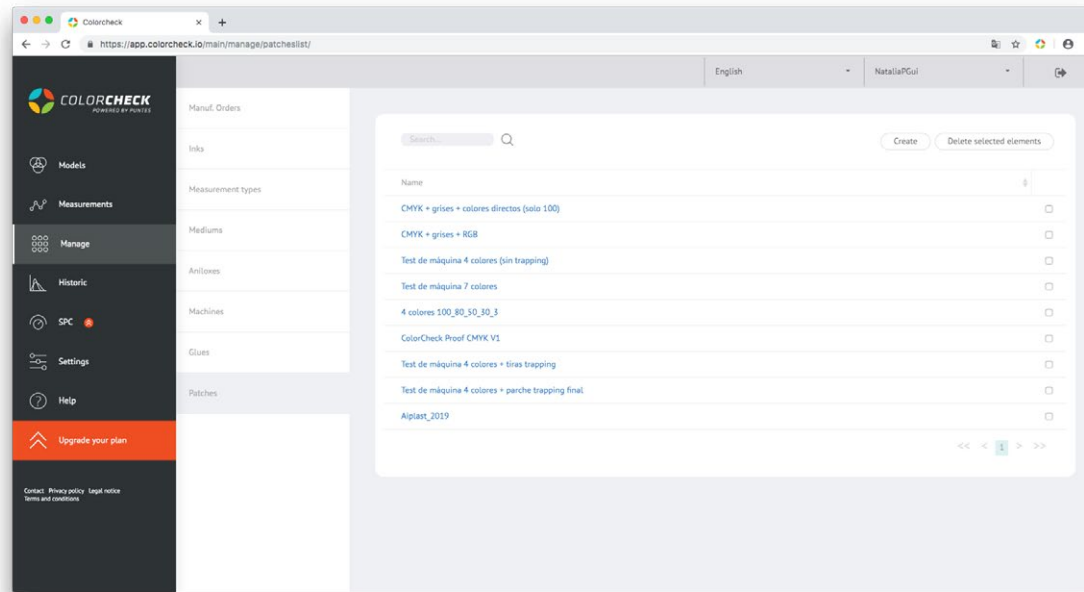 Colorcheck
https://app.colorcheck.io/main/manage/patcheslist/
English
NataliaPGui
COLORCHECK
POWERED BY PUNTES
Models
Measurements
Manage
Historic
SPC
Settings
Help
Upgrade your plan
Contact Privacy policy Legal notice
Terms and conditions
Manuf. Orders
Inks
Measurement types
Mediums
Aniloxes
Machines
Glues
Patches
Search...
Create
Delete selected elements
Name
CMYK + grises + colores directos (solo 100)
CMYK + grises + RGB
Test de máquina 4 colores (sin trapping)
Test de máquina 7 colores
4 colores 100_80_50_30_3
ColorCheck Proof CMYK V1
Test de máquina 4 colores + tiras trapping
Test de máquina 4 colores + parche trapping final
Aiplast_2019
<< < 1 > >>